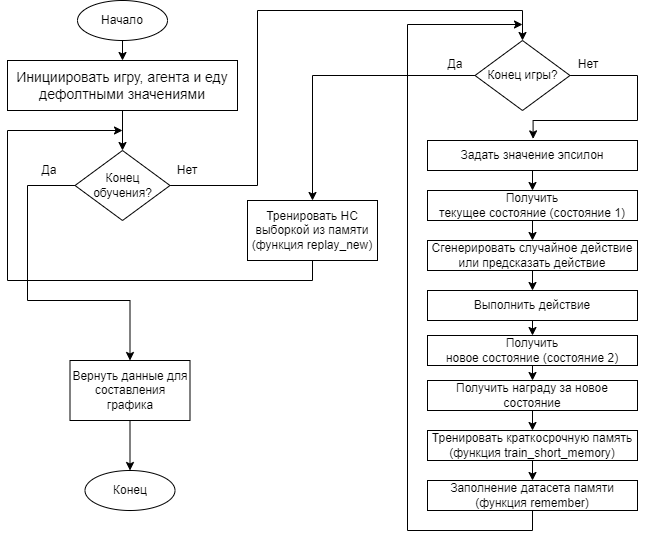 Начало
Инициировать игру, агента и еду
дефолтными значениями
Да
Конец
обучения?
Нет
Да
Конец игры?
Нет
Тренировать НС
выборкой из памяти
(функция replay_new)
Задать значение эпсилон
Получить
текущее состояние (состояние 1)
Сгенерировать случайное действие
или предсказать действие
Выполнить действие
Получить
новое состояние (состояние 2)
Получить награду за новое
состояние
Тренировать краткосрочную память
(функция train_short_memory)
Заполнение датасета памяти
(функция remember)
Вернуть данные для
составления
графика
Конец